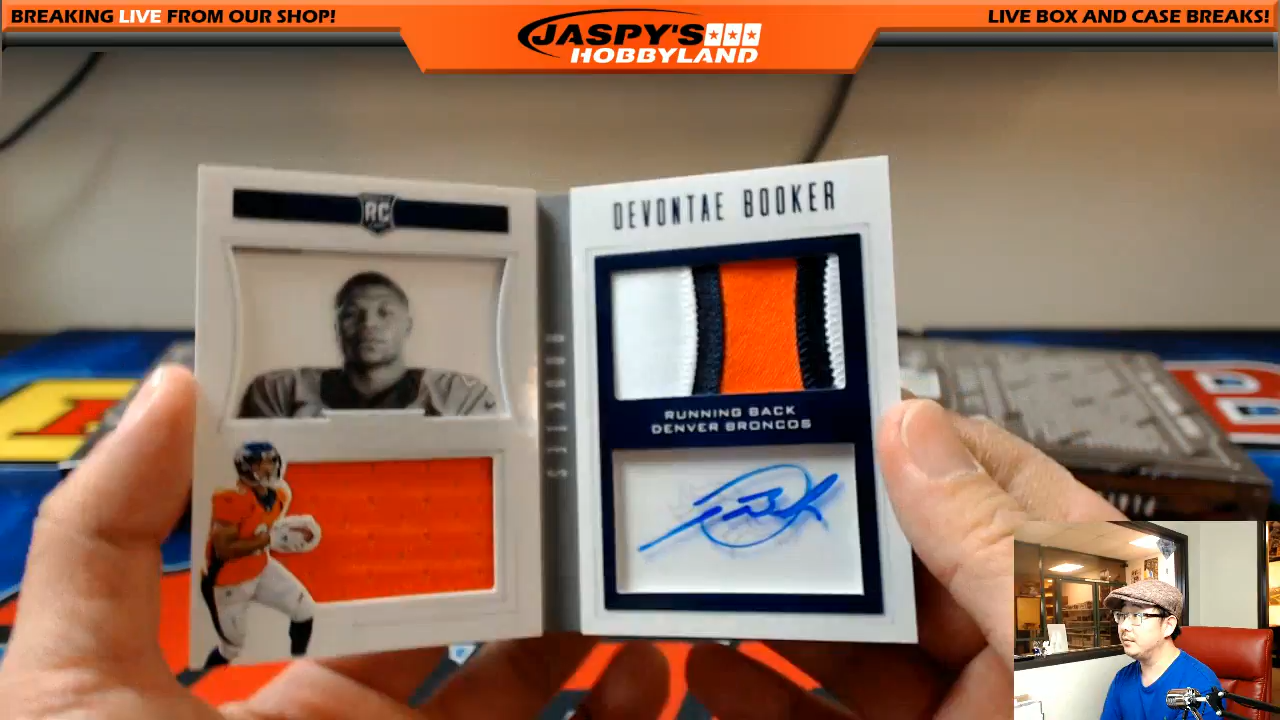 BREAKING LIVE FROM OUR SHOP!
JASPY'S
HOBBYLAND
LIVE BOX AND CASE BREAKS!
RC
DEVONTAE BOOKER
RUNNING BACK
DENVER BRONCOS